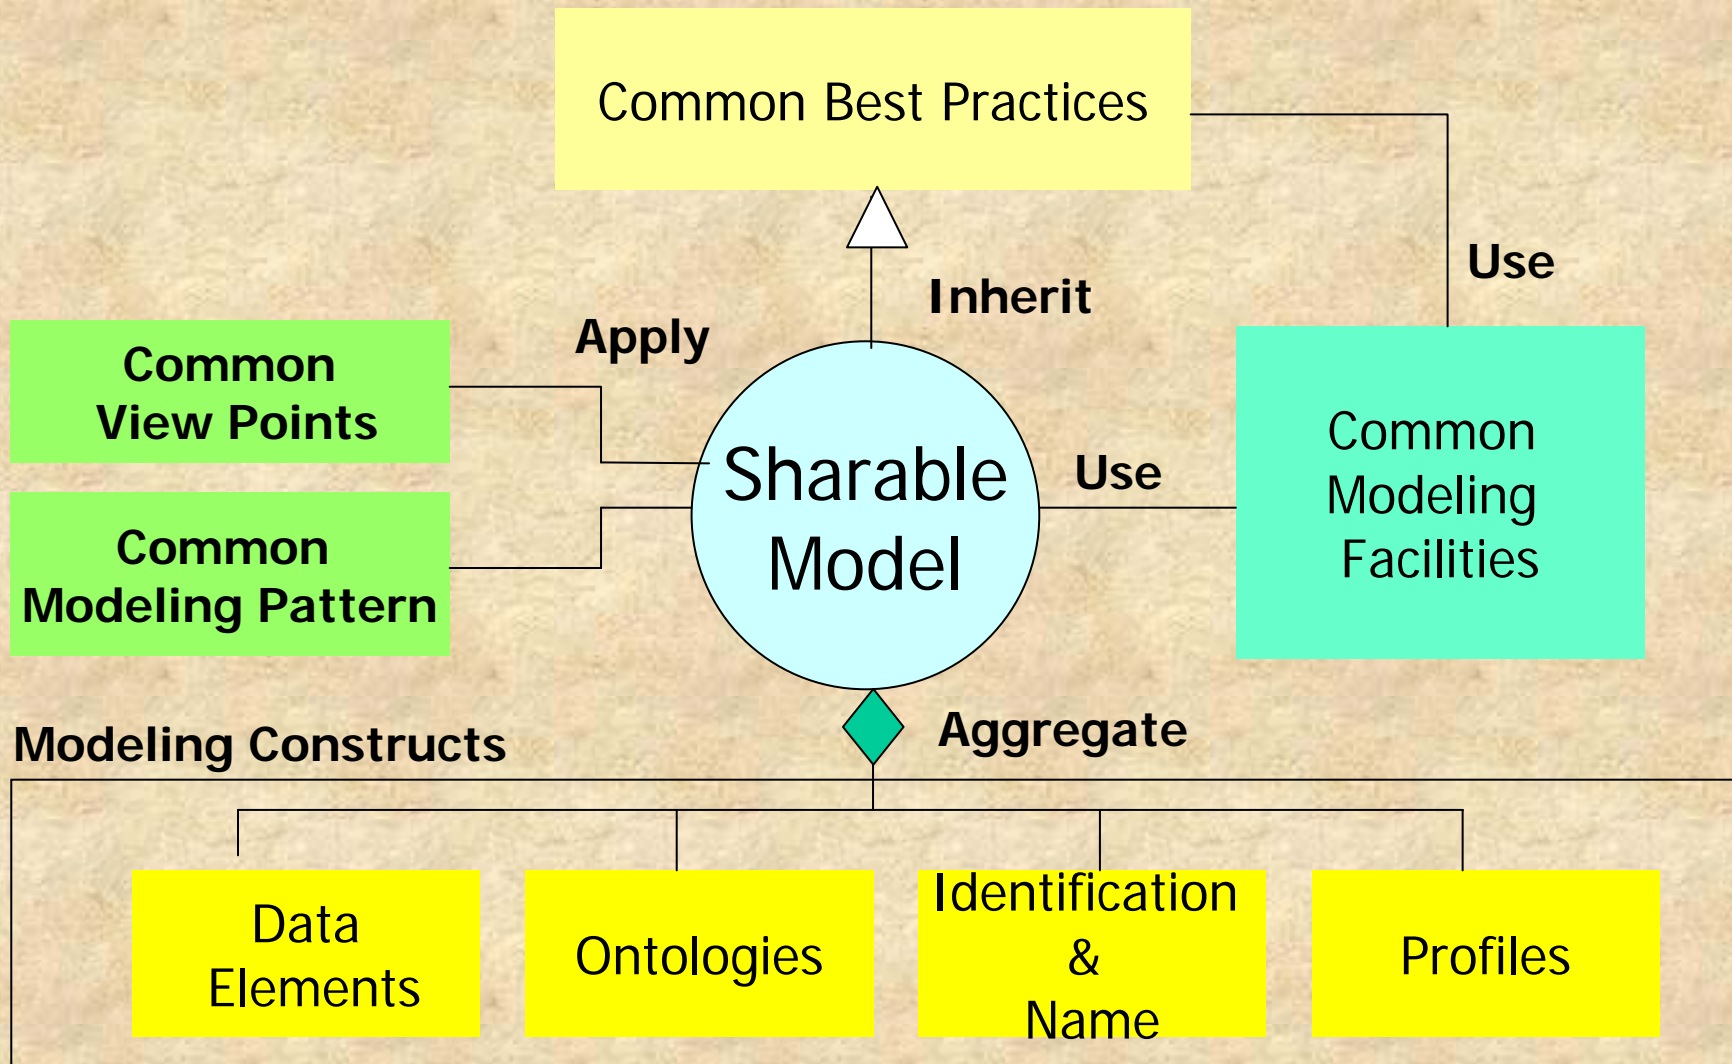 Common Best Practices
Use
Inherit
Apply
Common
View Points
Sharable
Model
Use
Common
Modeling
Facilities
Common
Modeling Pattern
Aggregate
Modeling Constructs
Data
Elements
Ontologies
Identification
&
Name
Profiles